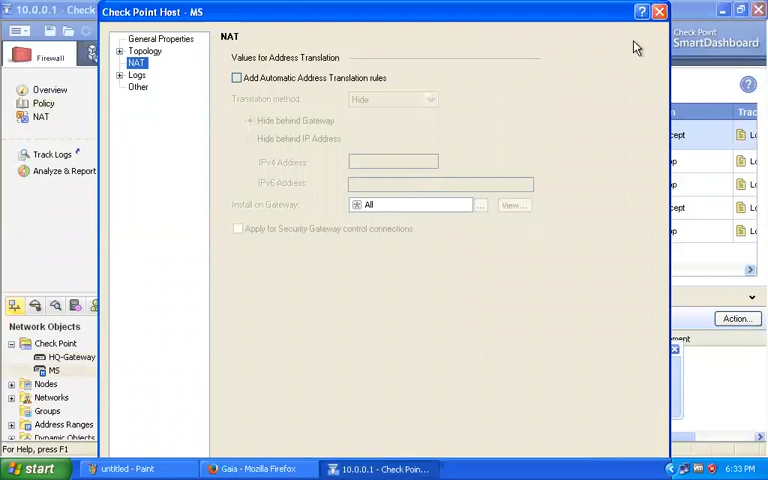 10.0.0.1 - Check
Check Point Host - MS
Firewall
Check Point
SmartDashboard
Overview
Policy
NAT
Track Logs
Analyze & Report
General Properties
Topology
NAT
Logs
Other
NAT
Values for Address Translation
Add Automatic Address Translation rules
Translation method:
Hide
Hide behind Gateway
Hide behind IP Address
IPv4 Address:
IPv6 Address:
Install on Gateway:
All
...
View...
Apply for Security Gateway control connections
Action...
Network Objects
Check Point
HQ-Gateway
MS
Nodes
Networks
Groups
Address Ranges
Dynamic Objects
For Help, press F1
start
untitled - Paint
Gaia - Mozilla Firefox
10.0.0.1 - Check Poin...
6:33 PM